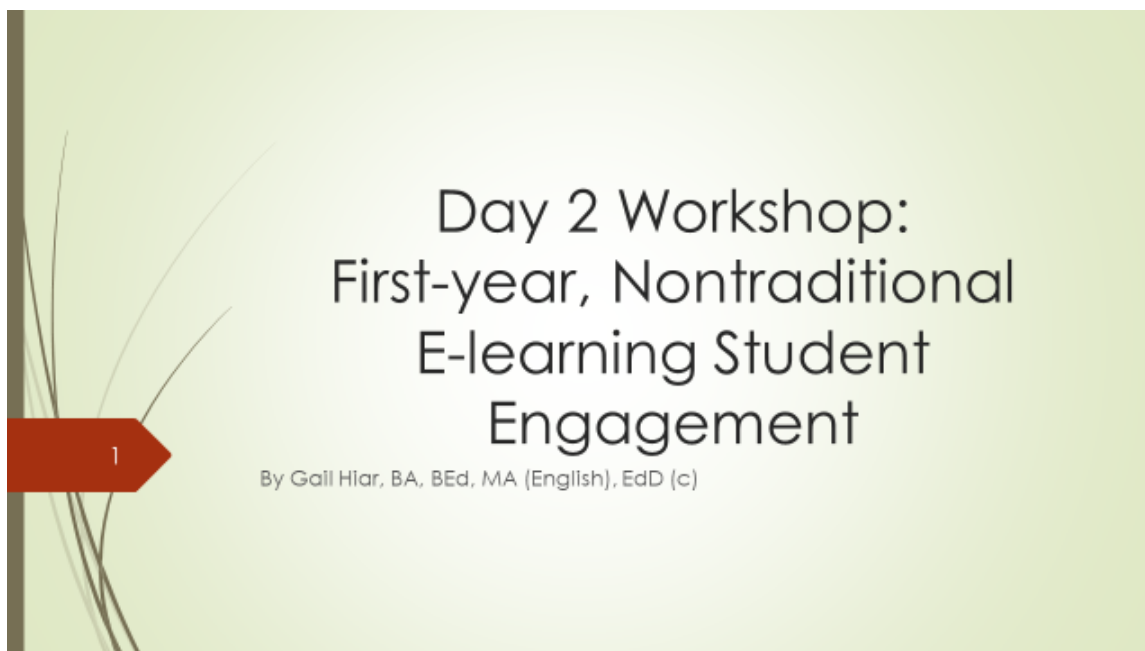 Day 2 Workshop:
First-year, Nontraditional
E-learning Student
Engagement
1
By Gail Hiar, BA, BEd, MA (English), EdD (c)